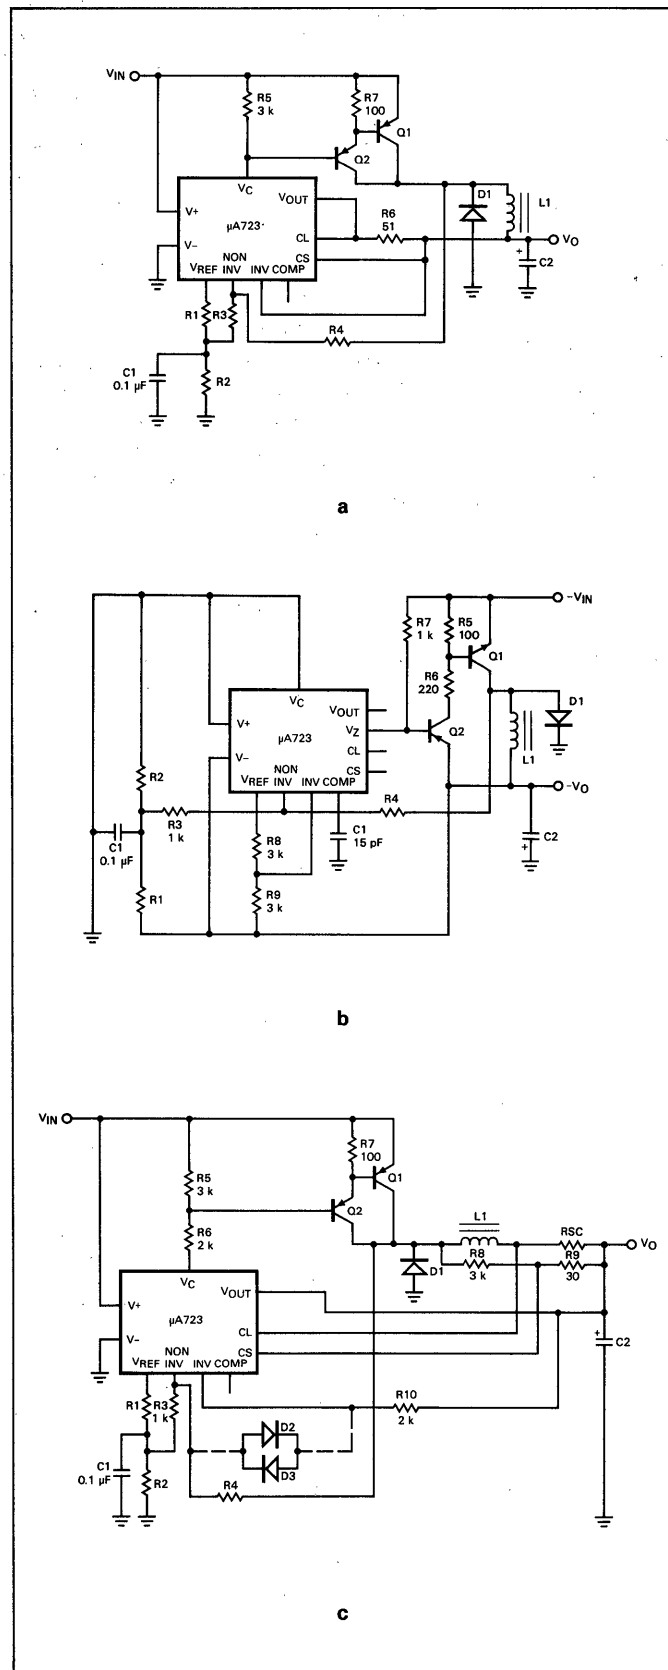 VIN
R5
3 k
R7
100
Q1
Q2
VC
VOUT
D1
L1
V+
µA723
R6
51
CL
VO
V−
CS
C2
NON
VREF INV INV COMP
R1
R3
R4
C1
0.1 µF
R2
a
−VIN
R7
1 k
R5
100
Q1
R6
220
VC
VOUT
D1
V+
VZ
Q2
µA723
L1
V−
CL
NON
VREF INV INV COMP
CS
R2
R4
−VO
R3
1 k
C1
0.1 µF
R8
3 k
C1
15 pF
C2
R9
3 k
R1
b
VIN
R7
100
Q1
R5
3 k
Q2
L1
RSC
VO
R6
2 k
R8
3 k
R9
30
D1
VC
VOUT
V+
µA723
C2
CL
V−
CS
NON
VREF INV INV COMP
R10
2 k
R1
R3
1 k
D2
C1
0.1 µF
D3
R2
R4
c